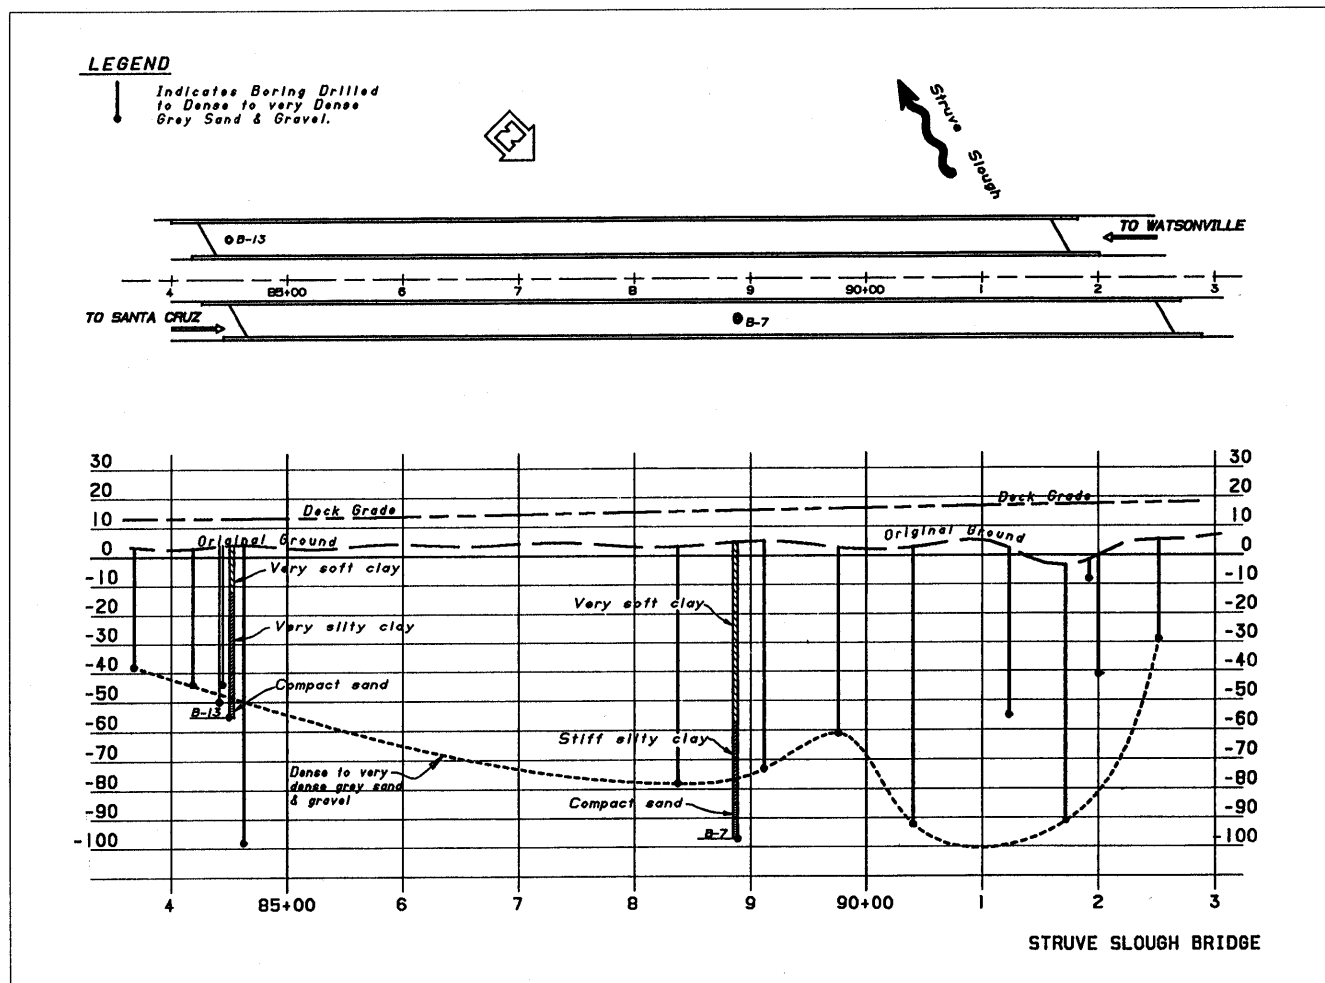 LEGEND
Indicates Boring Drilled
to Dense to very Dense
Grey Sand & Gravel.
N
Struve Slough
B-13
TO WATSONVILLE
4 85+00 6 7 8 9 90+00 1 2 3
TO SANTA CRUZ
B-7
30 30
20 20
Deck Grade Deck Grade
10 10
Original Ground Original Ground
0 0
Very soft clay
-10 -10
Very soft clay
-20 -20
Very silty clay
-30 -30
-40 -40
Compact sand
-50 -50
B-13
-60 -60
Stiff silty clay
-70 -70
Dense to very
dense grey sand
& gravel
-80 -80
Compact sand
-90 -90
B-7
-100 -100
4 85+00 6 7 8 9 90+00 1 2 3
STRUVE SLOUGH BRIDGE